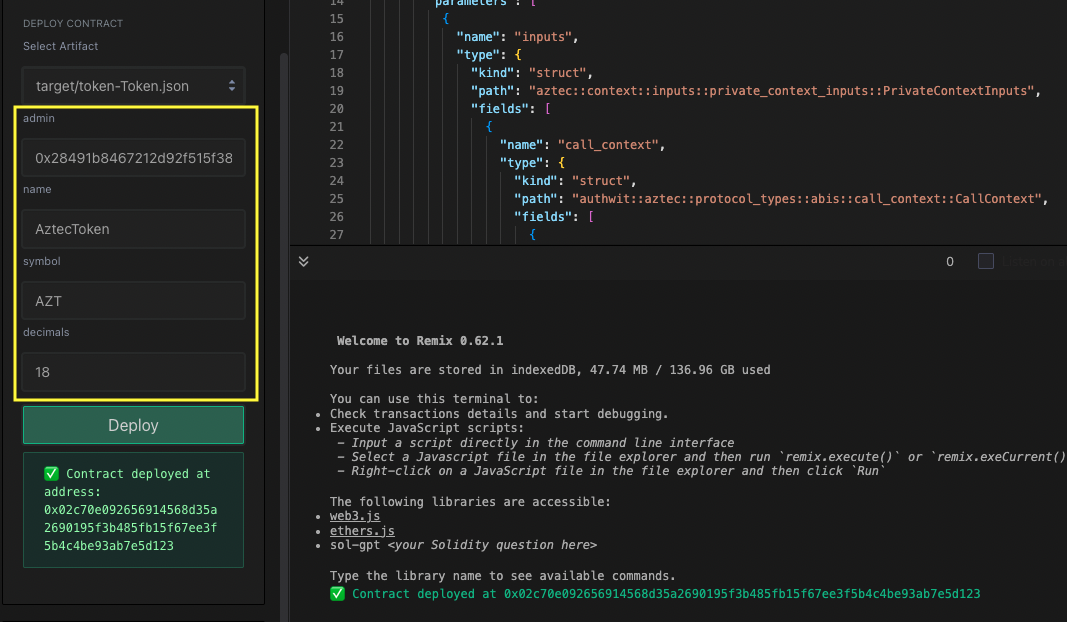 DEPLOY CONTRACT
Select Artifact
target/token-Token.json
admin
0x28491b8467212d92f515f38
name
AztecToken
symbol
AZT
decimals
18
Deploy
✅ Contract deployed at
address:
0x02c70e092656914568d35a
2690195f3b485fb15f67ee3f
5b4c4be93ab7e5d123
14 "parameters": [
15 {
16 "name": "inputs",
17 "type": {
18 "kind": "struct",
19 "path": "aztec::context::inputs::private_context_inputs::PrivateContextInputs",
20 "fields": [
21 {
22 "name": "call_context",
23 "type": {
24 "kind": "struct",
25 "path": "authwit::aztec::protocol_types::abis::call_context::CallContext",
26 "fields": [
27 {
0
Welcome to Remix 0.62.1
Your files are stored in indexedDB, 47.74 MB / 136.96 GB used
You can use this terminal to:
• Check transactions details and start debugging.
• Execute JavaScript scripts:
- Input a script directly in the command line interface
- Select a Javascript file in the file explorer and then run `remix.execute()` or `remix.exeCurrent()
- Right-click on a JavaScript file in the file explorer and then click `Run`
The following libraries are accessible:
• web3.js
• ethers.js
• sol-gpt <your Solidity question here>
Type the library name to see available commands.
✅ Contract deployed at 0x02c70e092656914568d35a2690195f3b485fb15f67ee3f5b4c4be93ab7e5d123